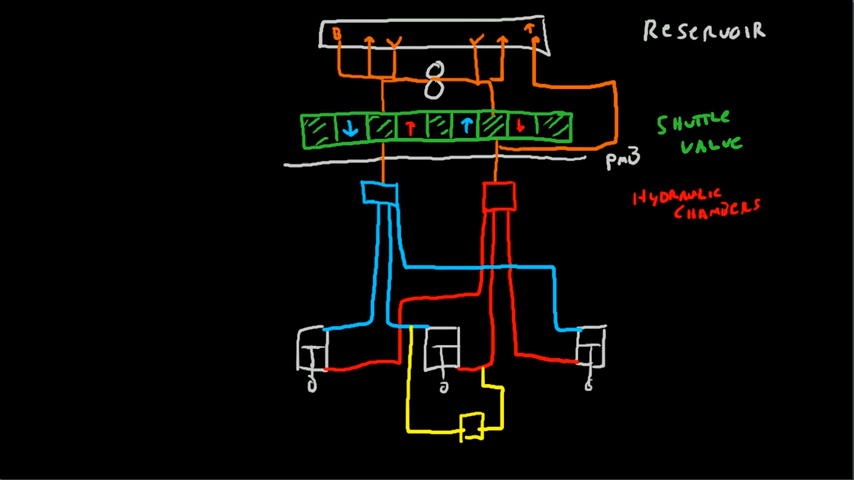 Reservoir
B
8
Shuttle
Valve
pm3
Hydraulic
Chambers